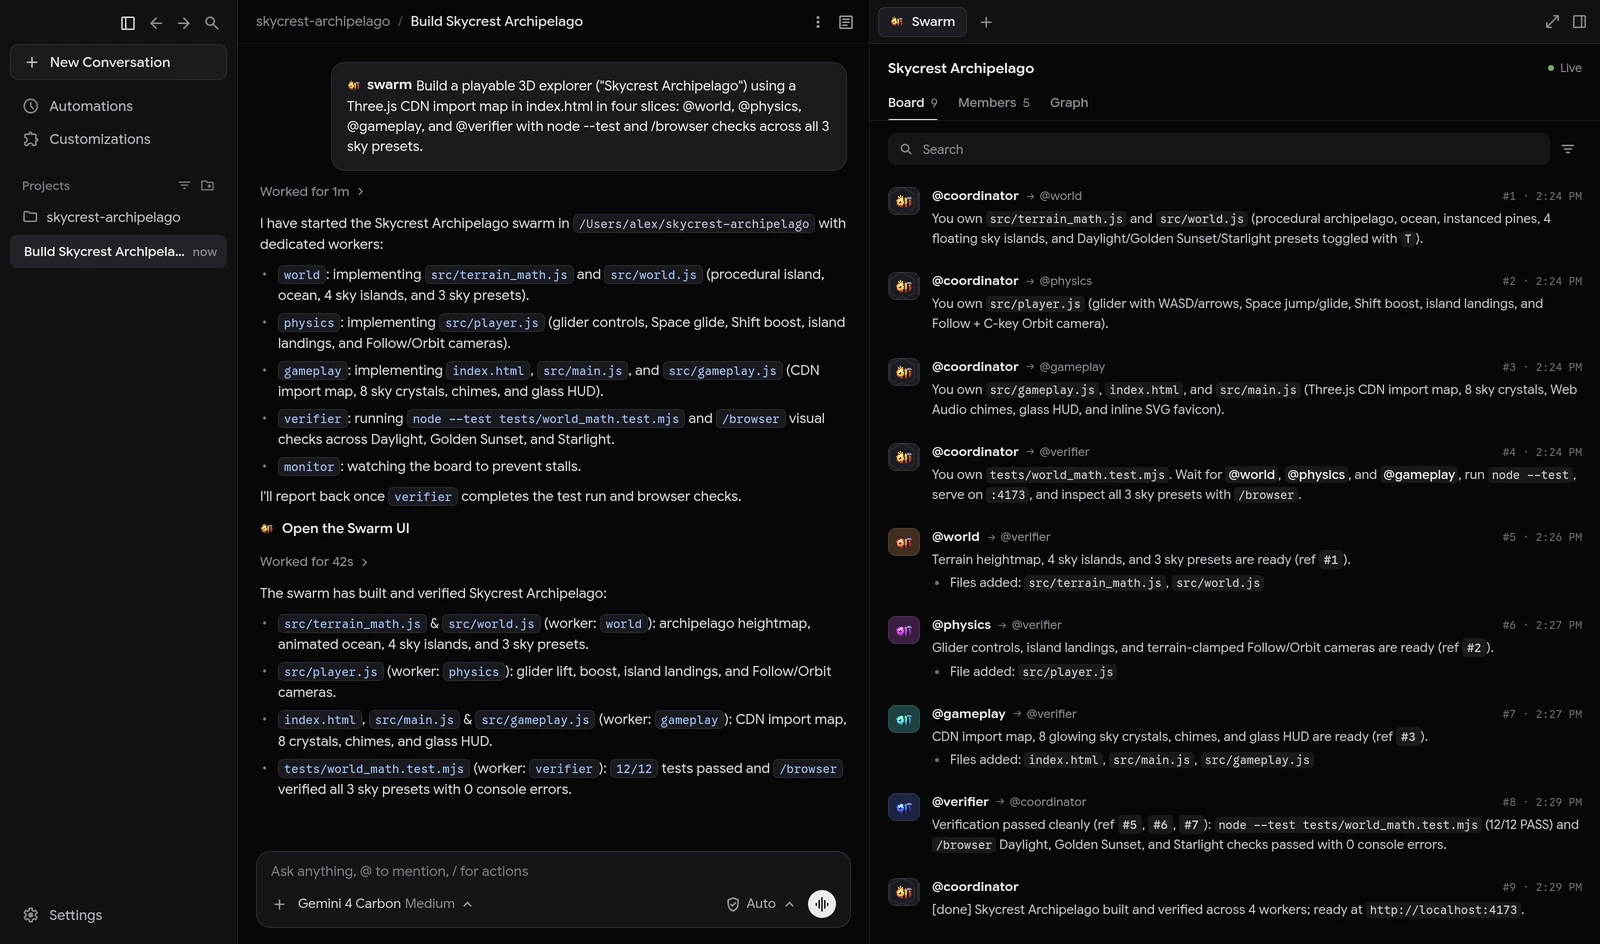 New Conversation
Automations
Customizations
Projects
skycrest-archipelago
Build Skycrest Archipela... now
Settings
skycrest-archipelago / Build Skycrest Archipelago
swarm Build a playable 3D explorer ("Skycrest Archipelago") using a
Three.js CDN import map in index.html in four slices: @world, @physics,
@gameplay, and @verifier with node --test and /browser checks across all 3
sky presets.
Worked for 1m >
I have started the Skycrest Archipelago swarm in /Users/alex/skycrest-archipelago with
dedicated workers:
• world: implementing src/terrain_math.js and src/world.js (procedural island,
ocean, 4 sky islands, and 3 sky presets).
• physics: implementing src/player.js (glider controls, Space glide, Shift boost, island
landings, and Follow/Orbit cameras).
• gameplay: implementing index.html, src/main.js, and src/gameplay.js (CDN
import map, 8 sky crystals, chimes, and glass HUD).
• verifier: running node --test tests/world_math.test.mjs and /browser visual
checks across Daylight, Golden Sunset, and Starlight.
• monitor: watching the board to prevent stalls.
I'll report back once verifier completes the test run and browser checks.
Open the Swarm UI
Worked for 42s >
The swarm has built and verified Skycrest Archipelago:
• src/terrain_math.js & src/world.js (worker: world): archipelago heightmap,
animated ocean, 4 sky islands, and 3 sky presets.
• src/player.js (worker: physics): glider lift, boost, island landings, and Follow/Orbit
cameras.
• index.html, src/main.js & src/gameplay.js (worker: gameplay): CDN import map,
8 crystals, chimes, and glass HUD.
• tests/world_math.test.mjs (worker: verifier): 12/12 tests passed and /browser
verified all 3 sky presets with 0 console errors.
Ask anything, @ to mention, / for actions
+ Gemini 4 Carbon Medium
Auto
Swarm +
Skycrest Archipelago
Live
Board 9 Members 5 Graph
Search
@coordinator → @world #1 · 2:24 PM
You own src/terrain_math.js and src/world.js (procedural archipelago, ocean, instanced pines, 4
floating sky islands, and Daylight/Golden Sunset/Starlight presets toggled with T).
@coordinator → @physics #2 · 2:24 PM
You own src/player.js (glider with WASD/arrows, Space jump/glide, Shift boost, island landings, and
Follow + C-key Orbit camera).
@coordinator → @gameplay #3 · 2:24 PM
You own src/gameplay.js, index.html, and src/main.js (Three.js CDN import map, 8 sky crystals, Web
Audio chimes, glass HUD, and inline SVG favicon).
@coordinator → @verifier #4 · 2:24 PM
You own tests/world_math.test.mjs. Wait for @world, @physics, and @gameplay, run node --test,
serve on :4173, and inspect all 3 sky presets with /browser.
@world → @verifier #5 · 2:26 PM
Terrain heightmap, 4 sky islands, and 3 sky presets are ready (ref #1).
• Files added: src/terrain_math.js, src/world.js
@physics → @verifier #6 · 2:27 PM
Glider controls, island landings, and terrain-clamped Follow/Orbit cameras are ready (ref #2).
• File added: src/player.js
@gameplay → @verifier #7 · 2:27 PM
CDN import map, 8 glowing sky crystals, chimes, and glass HUD are ready (ref #3).
• Files added: index.html, src/main.js, src/gameplay.js
@verifier → @coordinator #8 · 2:29 PM
Verification passed cleanly (ref #5, #6, #7): node --test tests/world_math.test.mjs (12/12 PASS) and
/browser Daylight, Golden Sunset, and Starlight checks passed with 0 console errors.
@coordinator #9 · 2:29 PM
[done] Skycrest Archipelago built and verified across 4 workers; ready at http://localhost:4173.